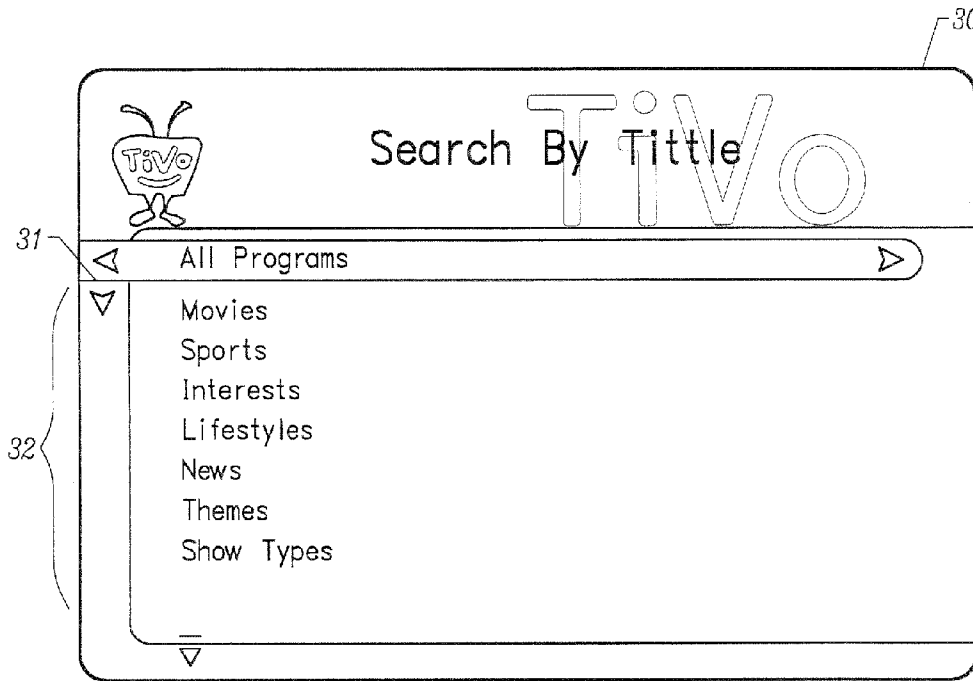 30
TiVo
TiVo
Search By Tittle
31
All Programs
Movies
Sports
Interests
Lifestyles
32
News
Themes
Show Types